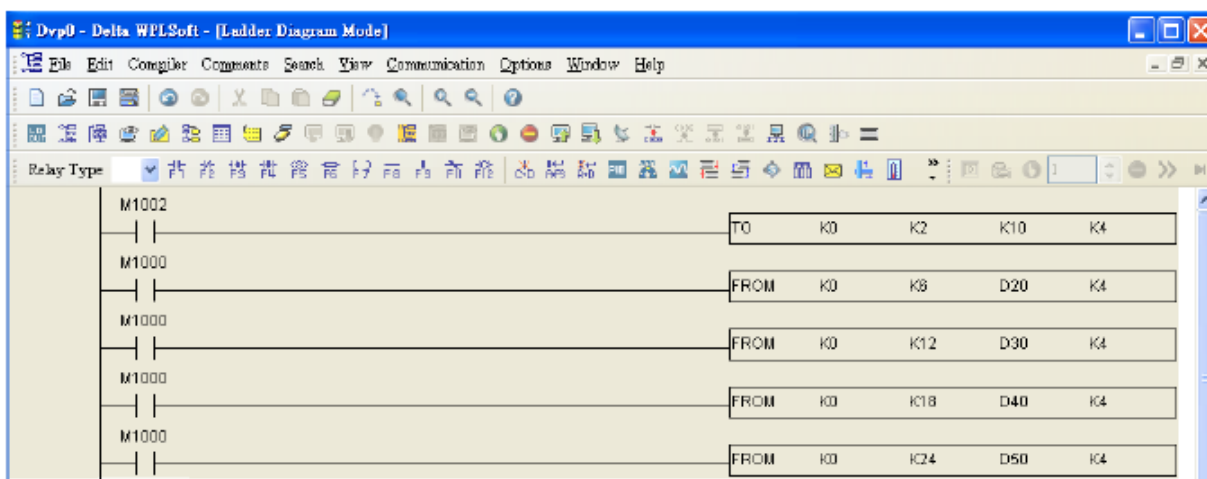 Dvp0 - Delta WPLSoft - [Ladder Diagram Mode]
File Edit Compiler Comments Search View Communication Options Window Help
Relay Type 1
M1002
TO K0 K2 K10 K4
M1000
FROM K0 K6 D20 K4
M1000
FROM K0 K12 D30 K4
M1000
FROM K0 K18 D40 K4
M1000
FROM K0 K24 D50 K4